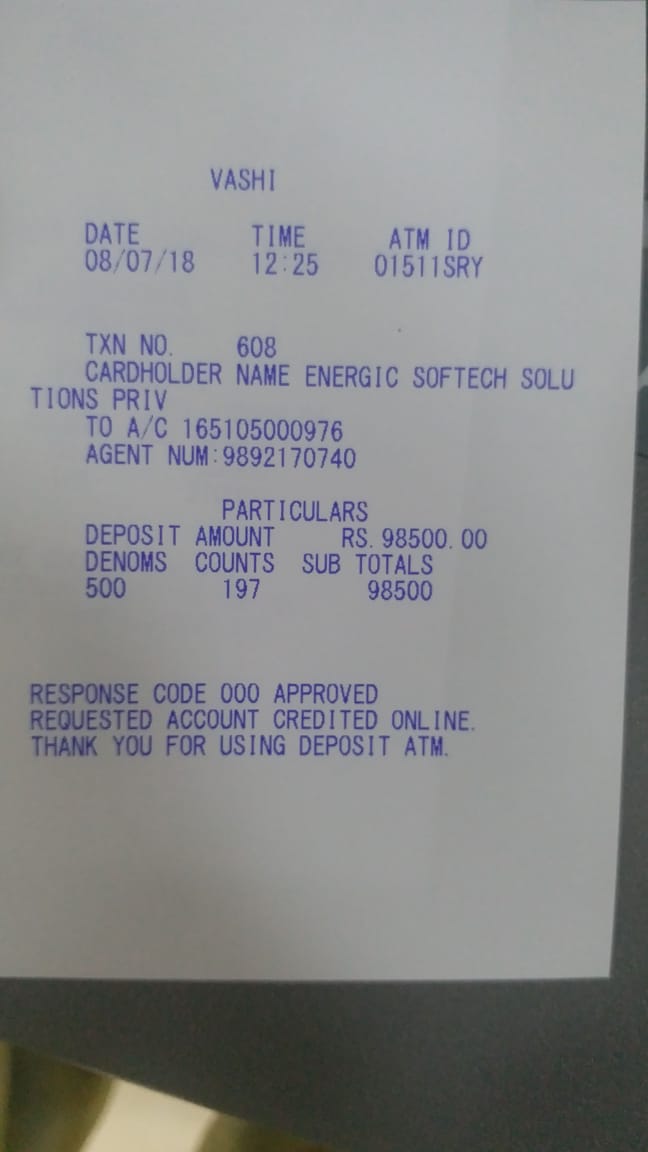 VASHI
DATE TIME ATM ID
08/07/18 12:25 01511SRY
TXN NO. 608
CARDHOLDER NAME ENERGIC SOFTECH SOLU
TIONS PRIV
TO A/C 165105000976
AGENT NUM:9892170740
PARTICULARS
DEPOSIT AMOUNT RS. 98500.00
DENOMS COUNTS SUB TOTALS
500 197 98500
RESPONSE CODE 000 APPROVED
REQUESTED ACCOUNT CREDITED ONLINE.
THANK YOU FOR USING DEPOSIT ATM.